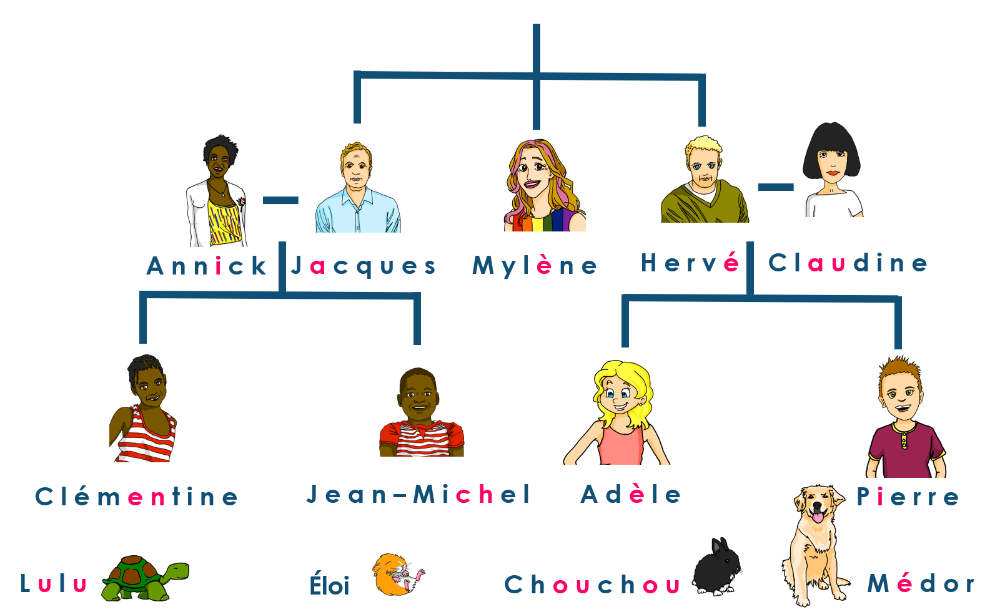 Annick Jacques Mylène Hervé Claudine
Clémentine Jean–Michel Adèle Pierre
Lulu Éloi Chouchou Médor